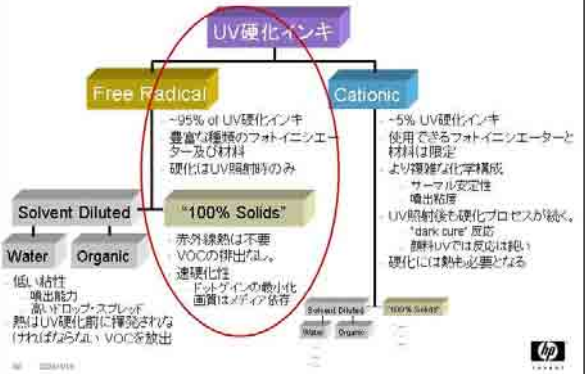 UV硬化インキ
Free Radical
~95% of UV硬化インキ
豊富な種類のフォトイニシエー
ター及び材料
硬化はUV照射時のみ
Cationic
~5% UV硬化インキ
使用できるフォトイニシエーターと
材料は限定
より複雑な化学構成
サーマル安定性
噴出粘度
UV照射後も硬化プロセスが続く。
"dark cure" 反応
顔料UVでは反応は鈍い
硬化には熱も必要となる
Solvent Diluted
Water
Organic
低い粘性
噴出能力
高いドロップ・スプレッド
熱はUV硬化前に揮発されな
ければならない VOCを放出
"100% Solids"
赤外線熱は不要
VOCの排出なし。
速硬化性
ドットゲインの最小化
画質はメディア依存
Solvent Diluted
"100% Solids"
Water
Organic
hp
invent